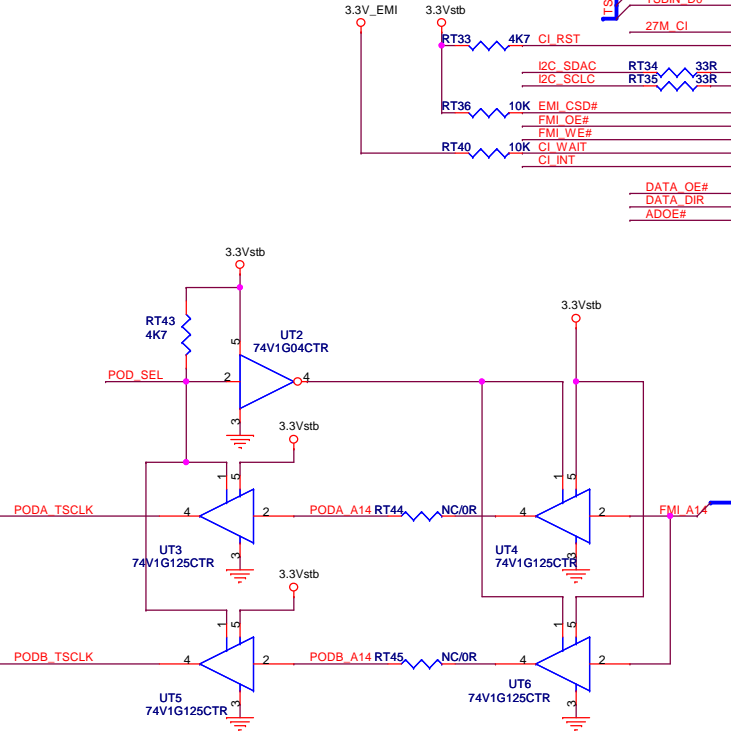 TS
TSDIN_D0
3.3V_EMI 3.3Vstb
27M_CI
RT33 4K7 CI_RST
I2C_SDAC RT34 33R
I2C_SCLC RT35 33R
RT36 10K EMI_CSD#
FMI_OE#
FMI_WE#
RT40 10K CI_WAIT
CI_INT
DATA_OE#
DATA_DIR
ADOE#
3.3Vstb
3.3Vstb
RT43
4K7
UT2
74V1G04CTR
5
POD_SEL 2 4
3
3.3Vstb
1 5 1 5
PODA_TSCLK 4 2 PODA_A14 RT44 NC/0R 4 2 FMI_A14
3 3
UT3 UT4
74V1G125CTR 74V1G125CTR
3.3Vstb
1 5 1 5
PODB_TSCLK 4 2 PODB_A14 RT45 NC/0R 4 2
3 3
UT5 UT6
74V1G125CTR 74V1G125CTR